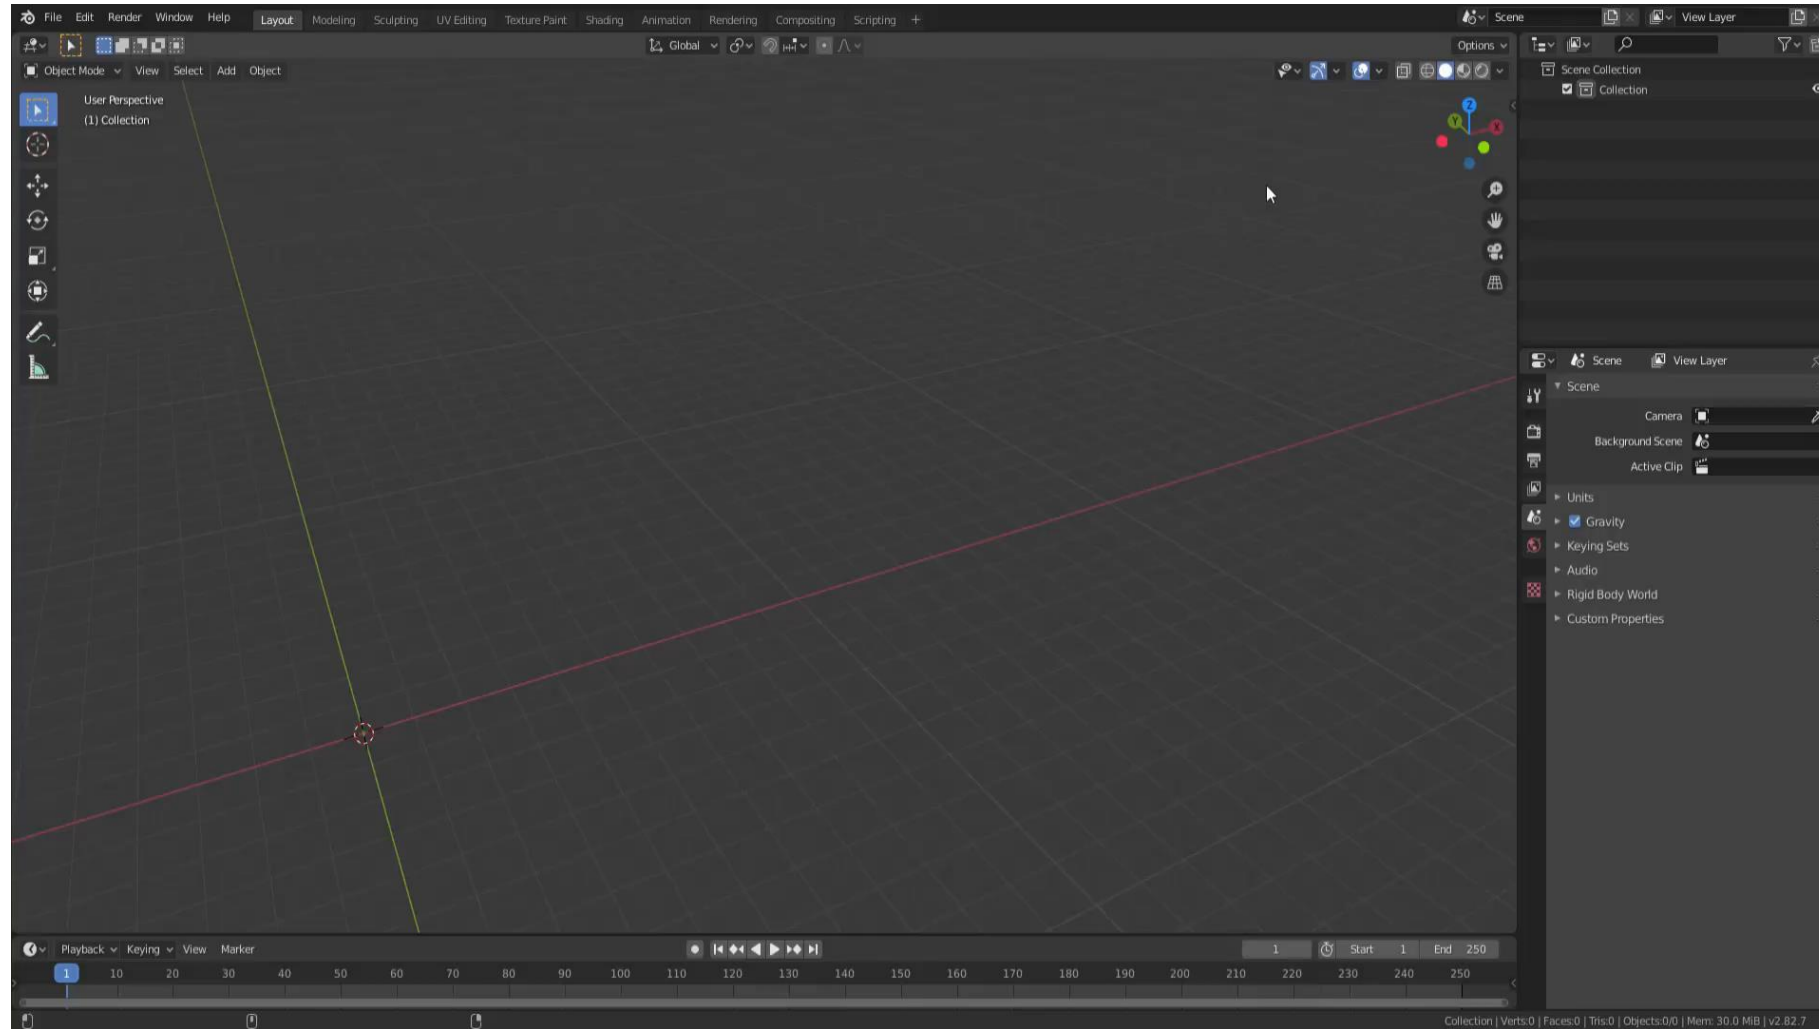 File Edit Render Window Help Layout Modeling Sculpting UV Editing Texture Paint Shading Animation Rendering Compositing Scripting + Scene View Layer
Global Options
Object Mode View Select Add Object
User Perspective
(1) Collection
Z
Y
X
Scene Collection
Collection
Scene View Layer
Scene
Camera
Background Scene
Active Clip
Units
Gravity
Keying Sets
Audio
Rigid Body World
Custom Properties
Playback Keying View Marker 1 Start 1 End 250
1 10 20 30 40 50 60 70 80 90 100 110 120 130 140 150 160 170 180 190 200 210 220 230 240 250
Collection | Verts:0 | Faces:0 | Tris:0 | Objects:0/0 | Mem: 30.0 MiB | v2.82.7